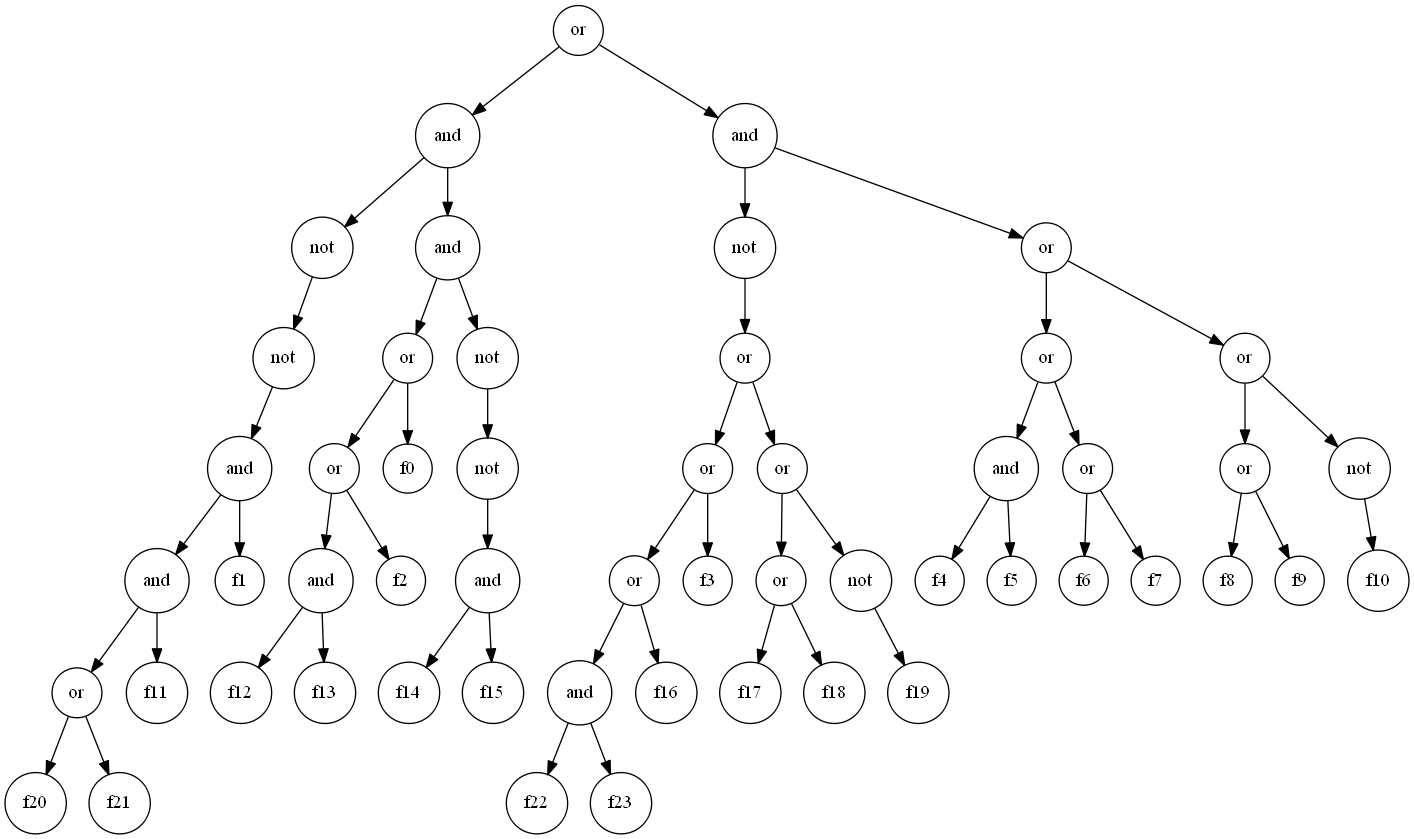 or
and and
not and not or
not or not or or or
and or f0 not or or and or or not
and f1 and f2 and or f3 or not f4 f5 f6 f7 f8 f9 f10
or f11 f12 f13 f14 f15 and f16 f17 f18 f19
f20 f21 f22 f23